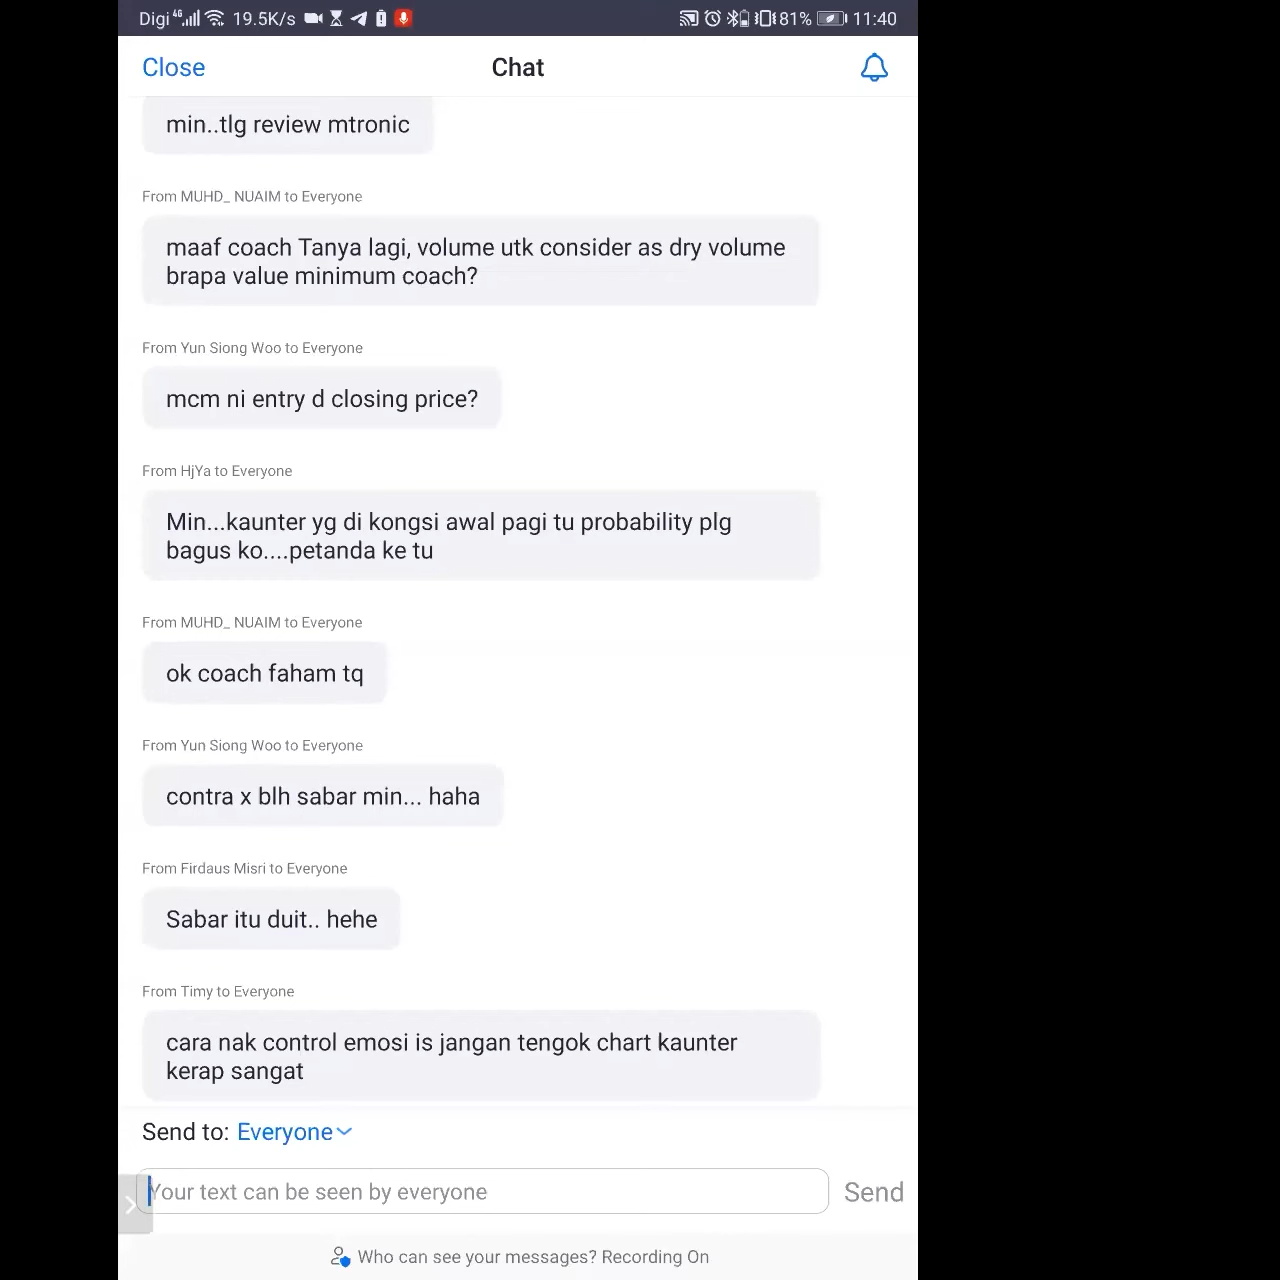 Digi 4G 19.5K/s 81% 11:40
Close Chat
min..tlg review mtronic
From MUHD_ NUAIM to Everyone
maaf coach Tanya lagi, volume utk consider as dry volume
brapa value minimum coach?
From Yun Siong Woo to Everyone
mcm ni entry d closing price?
From HjYa to Everyone
Min...kaunter yg di kongsi awal pagi tu probability plg
bagus ko....petanda ke tu
From MUHD_ NUAIM to Everyone
ok coach faham tq
From Yun Siong Woo to Everyone
contra x blh sabar min... haha
From Firdaus Misri to Everyone
Sabar itu duit.. hehe
From Timy to Everyone
cara nak control emosi is jangan tengok chart kaunter
kerap sangat
Send to: Everyone
Your text can be seen by everyone Send
Who can see your messages? Recording On